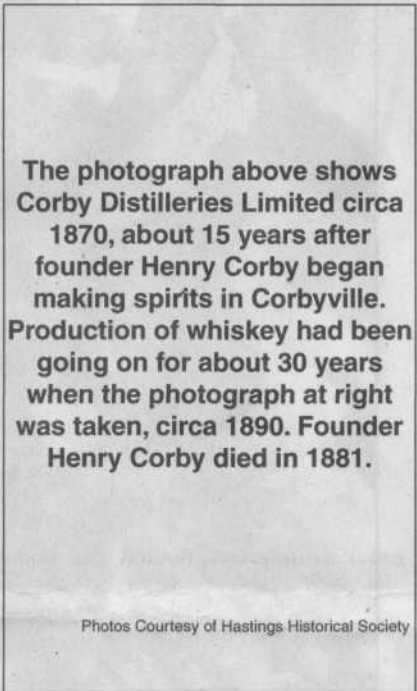 The photograph above shows
Corby Distilleries Limited circa
1870, about 15 years after
founder Henry Corby began
making spirits in Corbyville.
Production of whiskey had been
going on for about 30 years
when the photograph at right
was taken, circa 1890. Founder
Henry Corby died in 1881.
Photos Courtesy of Hastings Historical Society